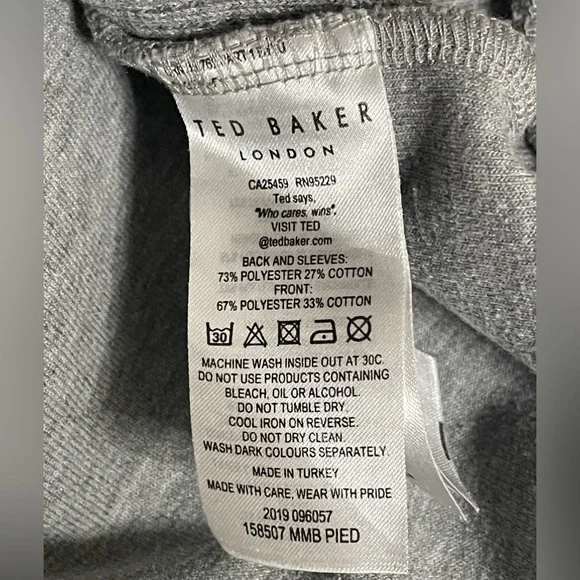 TED BAKER
LONDON
CA25459 RN95229
Ted says,
"Who cares, wins".
VISIT TED
@tedbaker.com
BACK AND SLEEVES:
73% POLYESTER 27% COTTON
FRONT:
67% POLYESTER 33% COTTON
30
MACHINE WASH INSIDE OUT AT 30C.
DO NOT USE PRODUCTS CONTAINING
BLEACH, OIL OR ALCOHOL.
DO NOT TUMBLE DRY.
COOL IRON ON REVERSE.
DO NOT DRY CLEAN.
WASH DARK COLOURS SEPARATELY.
MADE IN TURKEY
MADE WITH CARE, WEAR WITH PRIDE
2019 096057
158507 MMB PIED